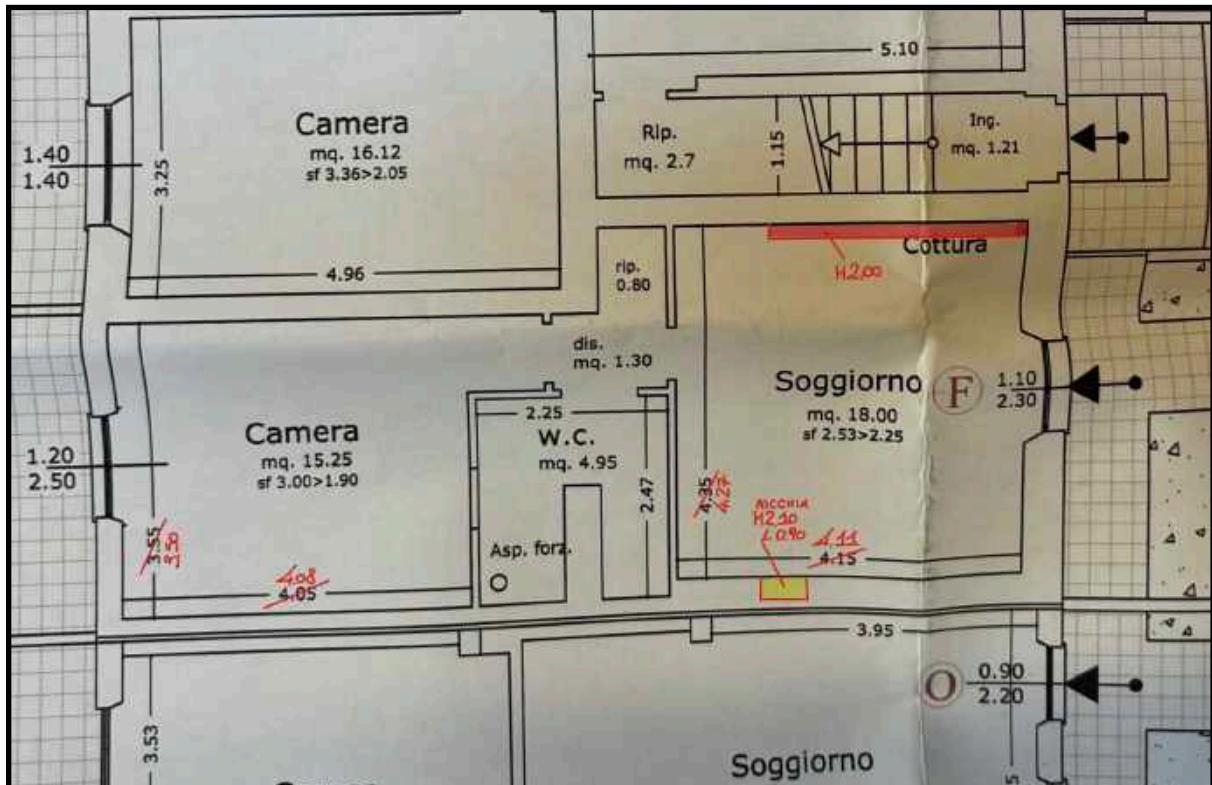 5.10
Camera
mq. 16.12
sf 3.36>2.05
Rip.
mq. 2.7
1.15
Ing.
mq. 1.21
1.40
1.40
3.25
4.96
Cottura
H.2,00
rip.
0.80
dis.
mq. 1.30
Soggiorno
mq. 18.00
sf 2.53>2.25
F
1.10
2.30
Camera
mq. 15.25
sf 3.00>1.90
2.25
W.C.
mq. 4.95
2.47
1.20
2.50
4.35
4.27
NICCHIA
H2.10
L0.90
4.11
4.15
Asp. forz.
3.55
3.50
4.08
4.05
3.95
O
0.90
2.20
3.53
Soggiorno